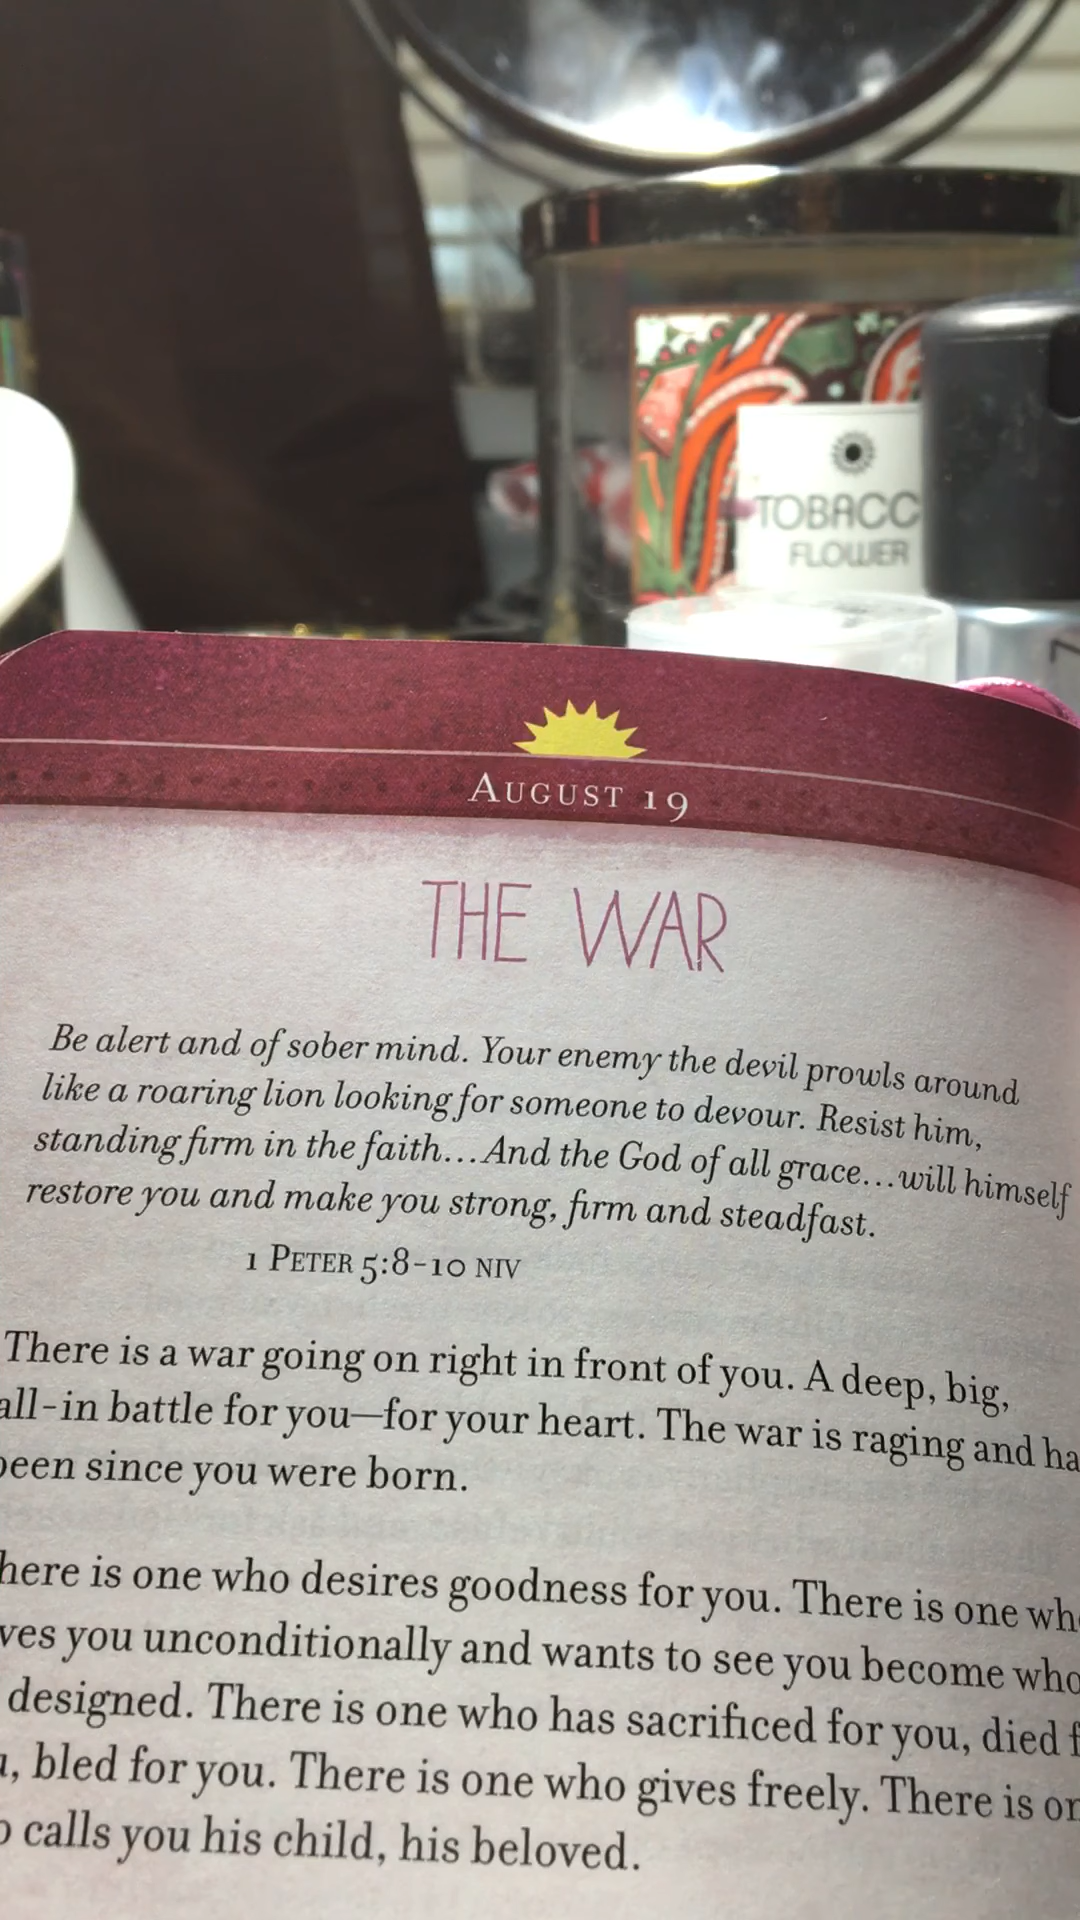 TOBACC
FLOWER
AUGUST 19
THE WAR
Be alert and of sober mind. Your enemy the devil prowls around
like a roaring lion looking for someone to devour. Resist him,
standing firm in the faith...And the God of all grace...will himself
restore you and make you strong, firm and steadfast.
1 PETER 5:8-10 NIV
There is a war going on right in front of you. A deep, big,
all-in battle for you—for your heart. The war is raging and ha
been since you were born.
here is one who desires goodness for you. There is one who
ves you unconditionally and wants to see you become who
designed. There is one who has sacrificed for you, died f
u, bled for you. There is one who gives freely. There is on
o calls you his child, his beloved.